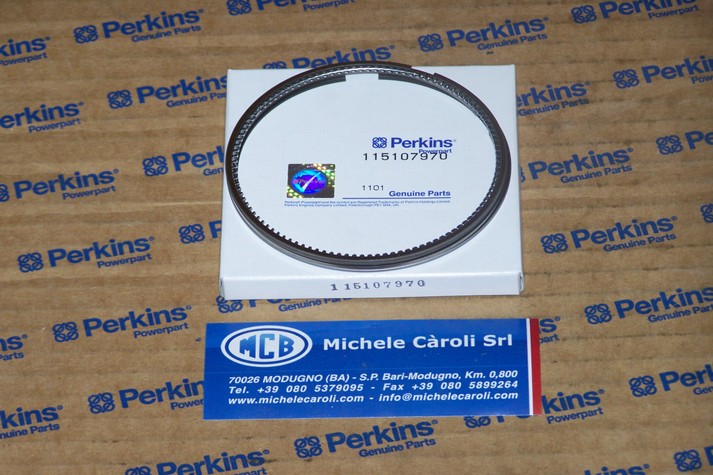 Perkins
Powerpart
115107970
1101
Genuine Parts
115107970
MCB
Michele Càroli Srl
70026 MODUGNO (BA) - S.P. Bari-Modugno, Km. 0,800
Tel. +39 080 5379095 - Fax +39 080 5899264
www.michelecaroli.com - info@michelecaroli.com
Perkins
Genuine Parts
Perkins
Powerpart